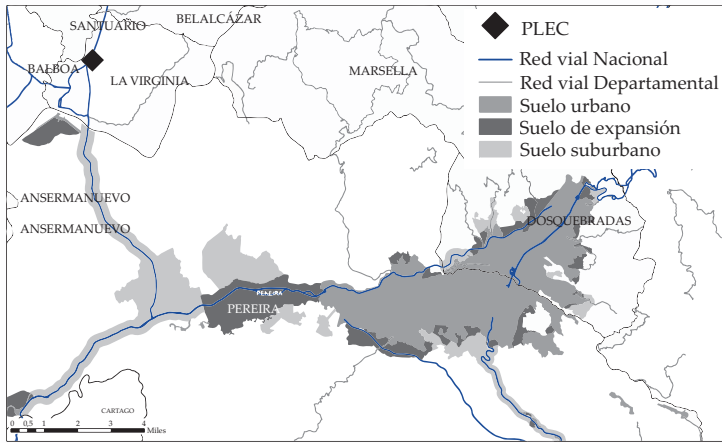 SANTUARIO
BELALCÁZAR
BALBOA
LA VIRGINIA
MARSELLA
PLEC
Red vial Nacional
Red vial Departamental
Suelo urbano
Suelo de expansión
Suelo suburbano
ANSERMANUEVO
ANSERMANUEVO
DOSQUEBRADAS
PEREIRA
PEREIRA
CARTAGO
0 0,5 1 2 3 4
Miles